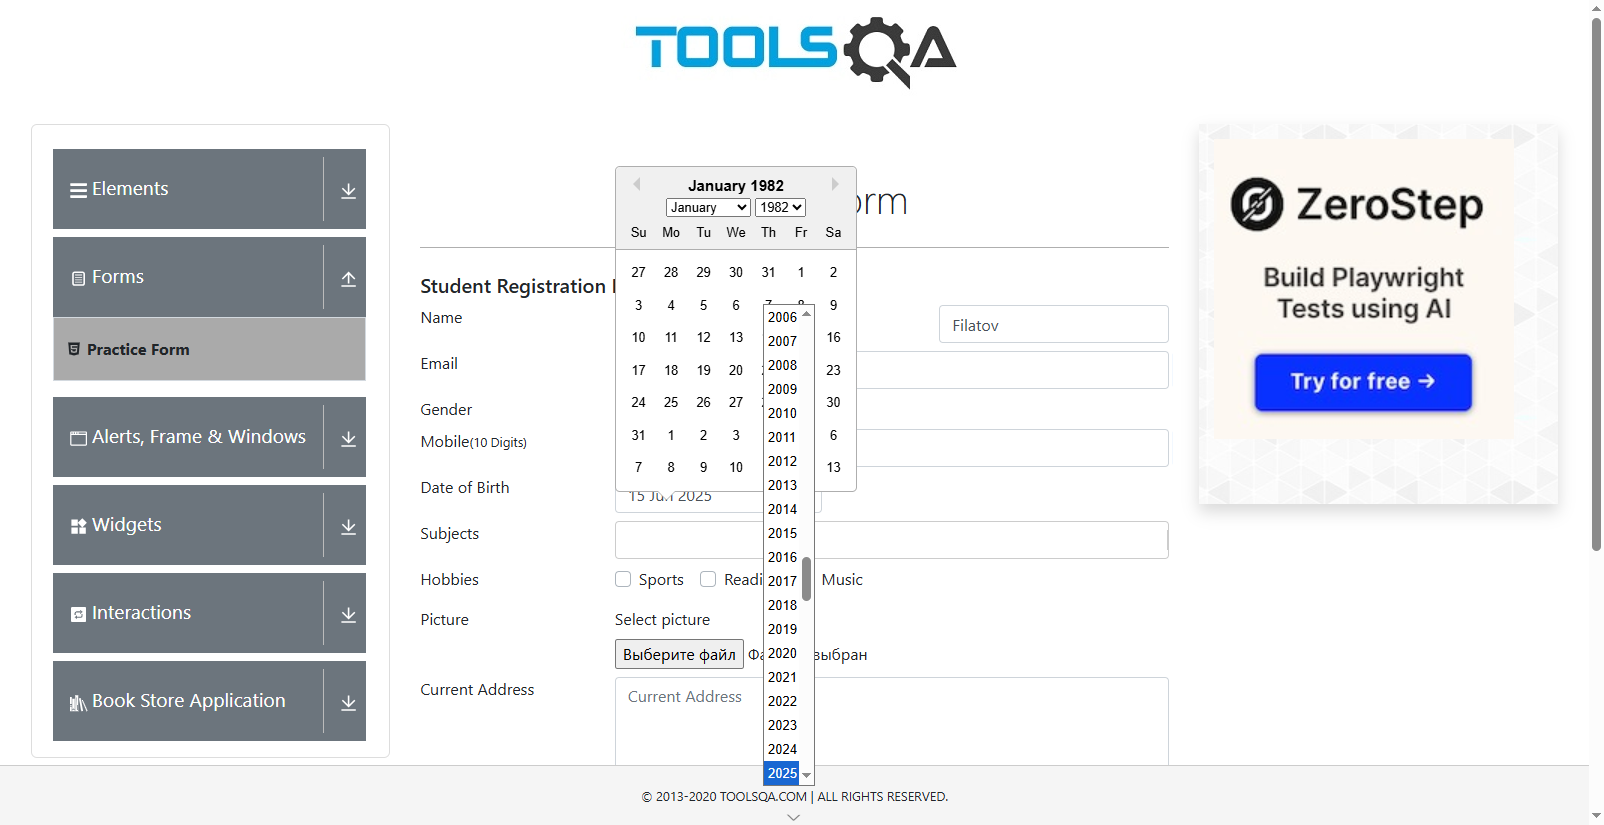 TOOLSQA
Elements
Forms
Practice Form
Alerts, Frame & Windows
Widgets
Interactions
Book Store Application
January 1982
January 1982
Su Mo Tu We Th Fr Sa
27 28 29 30 31 1 2
3 4 5 6 9
10 11 12 13 16
17 18 19 20 23
24 25 26 27 30
31 1 2 3 6
7 8 9 10 13
orm
Student Registration
Name
Filatov
Email
Gender
Mobile(10 Digits)
Date of Birth
15 Jun 2025
Subjects
Hobbies
Sports
Readi
Music
Picture
Select picture
Выберите файл
Фа выбран
Current Address
Current Address
2006
2007
2008
2009
2010
2011
2012
2013
2014
2015
2016
2017
2018
2019
2020
2021
2022
2023
2024
2025
ZeroStep
Build Playwright
Tests using AI
Try for free →
© 2013-2020 TOOLSQA.COM | ALL RIGHTS RESERVED.